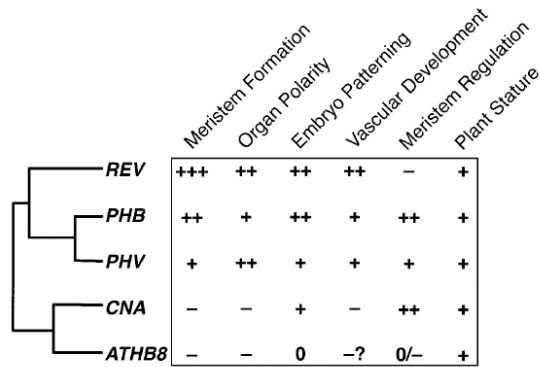 Meristem Formation
Organ Polarity
Embryo Patterning
Vascular Development
Meristem Regulation
Plant Stature
REV +++ ++ ++ ++ – +
PHB ++ + ++ + ++ +
PHV + ++ + + + +
CNA – – + – ++ +
ATHB8 – – 0 –? 0/– +